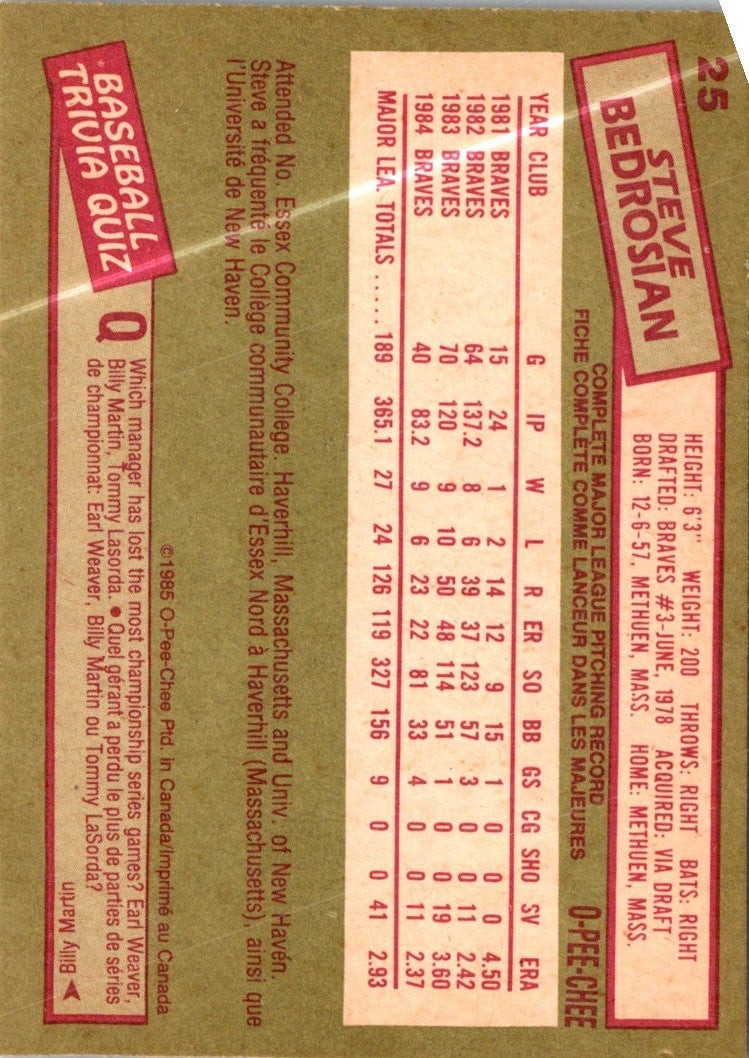 25
STEVE
BEDROSIAN
HEIGHT: 6'3" WEIGHT: 200 THROWS: RIGHT BATS: RIGHT
DRAFTED: BRAVES #3-JUNE, 1978 ACQUIRED: VIA DRAFT
BORN: 12-6-57, METHUEN, MASS. HOME: METHUEN, MASS.
COMPLETE MAJOR LEAGUE PITCHING RECORD
FICHE COMPLÈTE COMME LANCEUR DANS LES MAJEURES
O-PEE-CHEE
YEAR CLUB G IP W L R ER SO BB GS CG SHO SV ERA
1981 BRAVES 15 24 1 2 14 12 9 15 1 0 0 0 4.50
1982 BRAVES 64 137.2 8 6 39 37 123 57 3 0 0 11 2.42
1983 BRAVES 70 120 9 10 50 48 114 51 1 0 0 19 3.60
1984 BRAVES 40 83.2 9 6 23 22 81 33 4 0 0 11 2.37
MAJOR LEA. TOTALS ..... 189 365.1 27 24 126 119 327 156 9 0 0 41 2.93
Attended No. Essex Community College, Haverhill, Massachusetts and Univ. of New Haven.
Steve a fréquenté le Collège communautaire d'Essex Nord à Haverhill (Massachusetts), ainsi que
l'Université de New Haven.
©1985 O-Pee-Chee Ptd. in Canada/Imprimé au Canada
BASEBALL
TRIVIA QUIZ
Q Which manager has lost the most championship series games? Earl Weaver,
Billy Martin, Tommy Lasorda. • Quel gérant a perdu le plus de parties de séries
de championnat: Earl Weaver, Billy Martin ou Tommy LaSorda?
Billy Martin